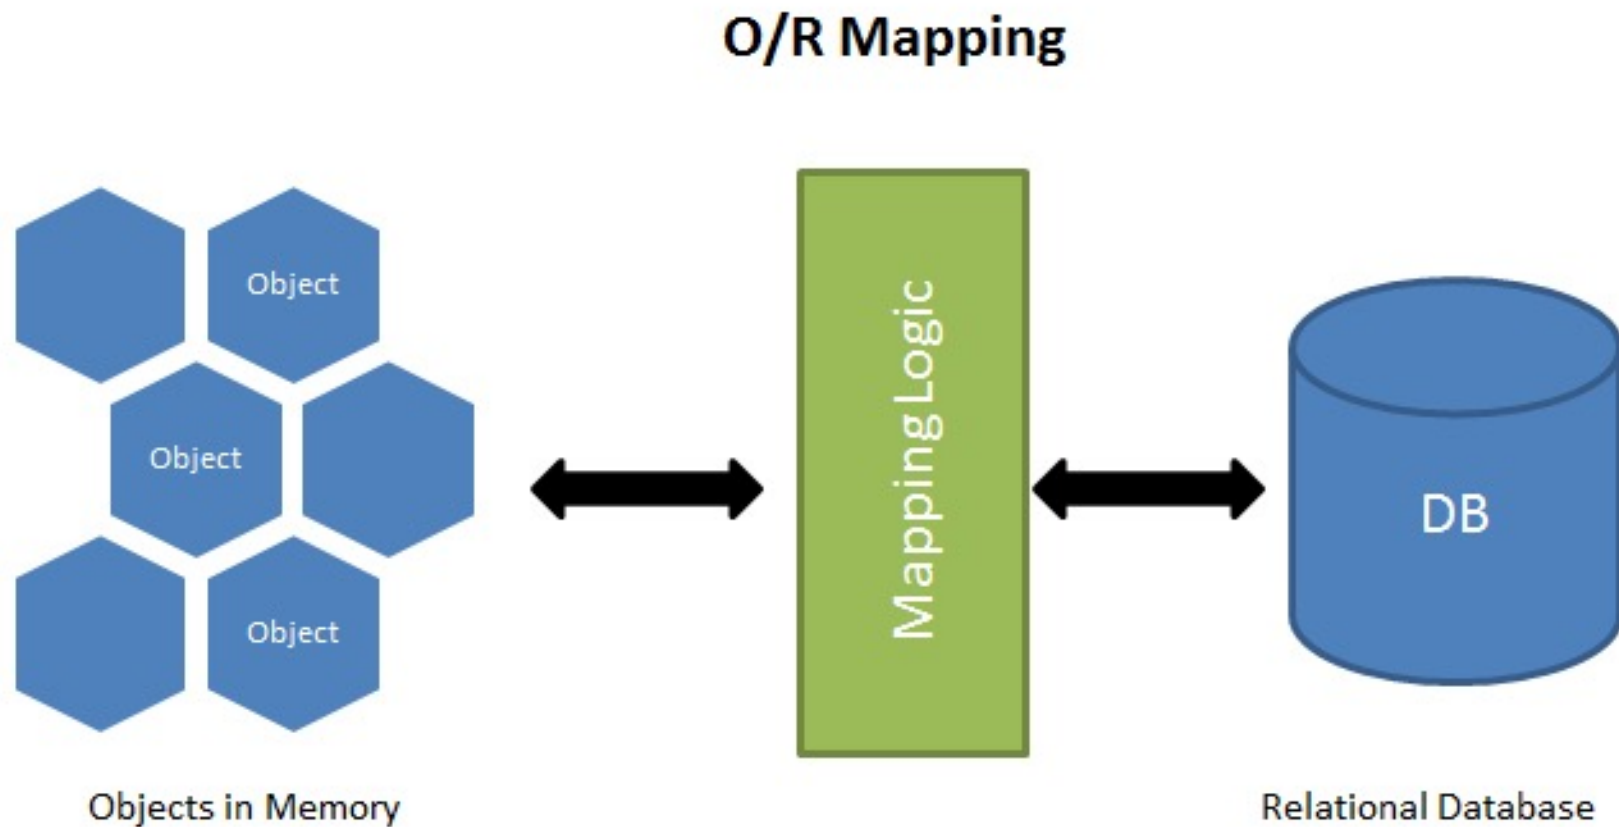 O/R Mapping
Object
Object
Object
Mapping Logic
DB
Objects in Memory
Relational Database